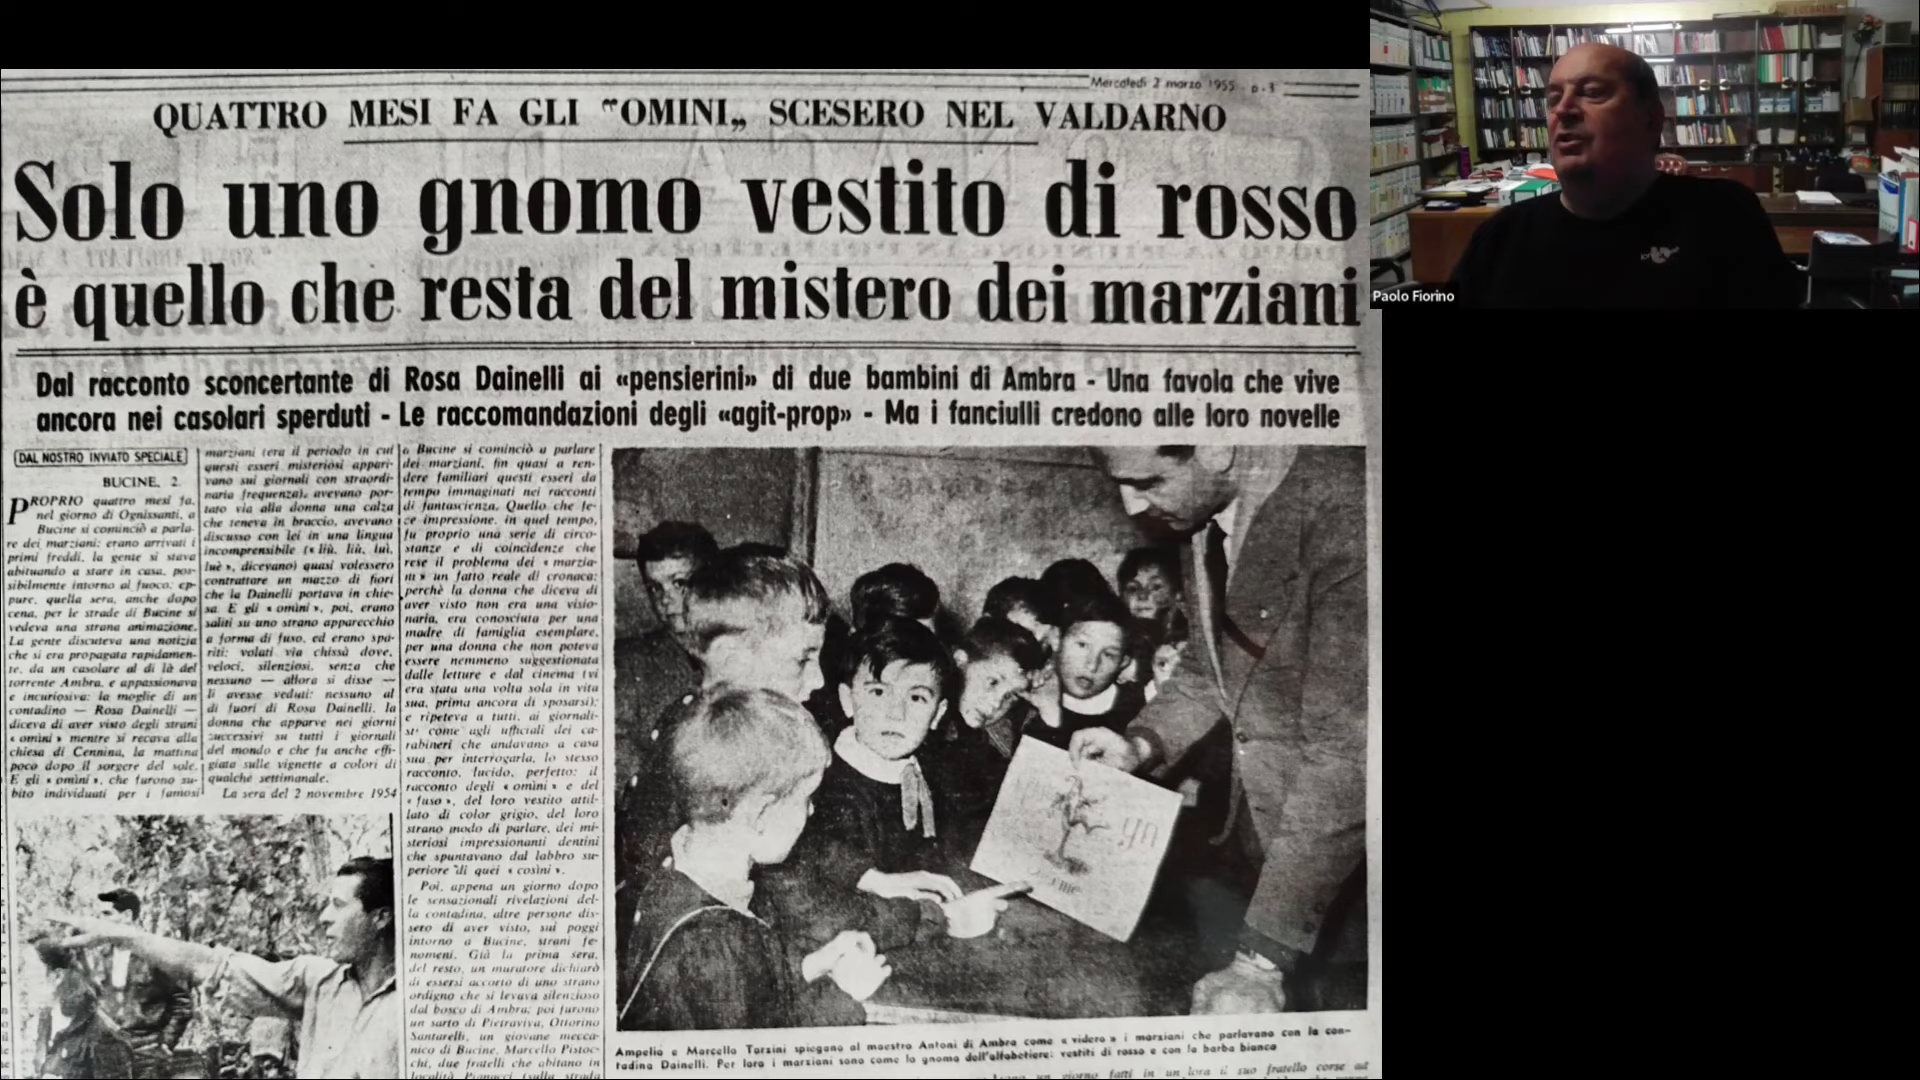 Mercoledì 2 marzo 1955 - p-3
QUATTRO MESI FA GLI "OMINI„ SCESERO NEL VALDARNO
Solo uno gnomo vestito di rosso
è quello che resta del mistero dei marziani
Dal racconto sconcertante di Rosa Dainelli ai «pensierini» di due bambini di Ambra - Una favola che vive
ancora nei casolari sperduti - Le raccomandazioni degli «agit-prop» - Ma i fanciulli credono alle loro novelle
DAL NOSTRO INVIATO SPECIALE
BUCINE, 2.
PROPRIO quattro mesi fa,
nel giorno di Ognissanti, a
Bucine si cominciò a parla-
re dei marziani: erano arrivati i
primi freddi, la gente si stava
abituando a stare in casa, pos-
sibilmente intorno al fuoco: ep-
pure, quella sera, anche dopo
cena, per le strade di Bucine si
vedeva una strana animazione.
La gente discuteva una notizia
che si era propagata rapidamen-
te, da un casolare al di là del
torrente Ambra, e appassionava
e incuriosiva: la moglie di un
contadino — Rosa Dainelli —
diceva di aver visto degli strani
« omini » mentre si recava alla
chiesa di Cennina, la mattina
poco dopo il sorgere del sole.
E gli « omini », che furono su-
bito individuati per i famosi
marziani (era il periodo in cui
questi esseri misteriosi appari-
vano sui giornali con straordi-
naria frequenza), avevano por-
tato via alla donna una calza
che teneva in braccio, avevano
discusso con lei in una lingua
incomprensibile (« liù, liù, lui,
luè », dicevano) quasi volessero
contrattare un mazzo di fiori
che la Dainelli portava in chie-
sa. E gli « omini », poi, erano
saliti su uno strano apparecchio
a forma di fuso, ed erano spa-
riti: volati via chissà dove,
veloci, silenziosi, senza che
nessuno — allora si disse —
li avesse veduti: nessuno al
di fuori di Rosa Dainelli, la
donna che apparve nei giorni
successivi su tutti i giornali
del mondo e che fu anche effi-
giata sulle vignette a colori di
qualche settimanale.
La sera del 2 novembre 1954
a Bucine si cominciò a parlare
dei marziani, fin quasi a ren-
dere familiari questi esseri da
tempo immaginati nei racconti
di fantascienza. Quello che fe-
ce impressione, in quel tempo,
fu proprio una serie di circo-
stanze e di coincidenze che
rese il problema dei « marzia-
ni » un fatto reale di cronaca:
perchè la donna che diceva di
aver visto non era una visio-
naria, era conosciuta per una
madre di famiglia esemplare,
per una donna che non poteva
essere nemmeno suggestionata
dalle letture e dal cinema (vi
era stata una volta sola in vita
sua, prima ancora di sposarsi);
e ripeteva a tutti, ai giornali-
sti come agli ufficiali dei ca-
rabineri che andavano a casa
sua per interrogarla, lo stesso
racconto, lucido, perfetto: il
racconto degli « omini » e del
« fuso », del loro vestito attil-
lato di color grigio, del loro
strano modo di parlare, dei mi-
steriosi impressionanti dentini
che spuntavano dal labbro su-
periore di quei « cosini ».
Poi, appena un giorno dopo
le sensazionali rivelazioni del-
la contadina, altre persone dis-
sero di aver visto, sui poggi
intorno a Bucine, strani fe-
nomeni. Già la prima sera,
del resto, un muratore dichiarò
di essersi accorto di uno strano
ordigno che si levava silenzioso
dal bosco di Ambra; poi furono
un sarto di Pietraviva, Ottorino
Santarelli, un giovane mecca-
nico di Bucine, Marcello Pistoc-
chi, due fratelli che abitano in
località
Ampelio e Marcello Torzini spiegano al maestro Antoni di Ambra come « videro » i marziani che parlavano con la con-
tadina Dainelli. Per loro i marziani sono come lo gnomo dell'alfabetiere: vestiti di rosso e con la barba bianca
gn
Paolo Fiorino